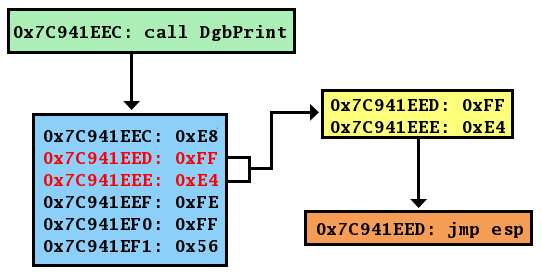 0x7C941EEC: call DgbPrint
0x7C941EEC: 0xE8
0x7C941EED: 0xFF
0x7C941EEE: 0xE4
0x7C941EEF: 0xFE
0x7C941EF0: 0xFF
0x7C941EF1: 0x56
0x7C941EED: 0xFF
0x7C941EEE: 0xE4
0x7C941EED: jmp esp